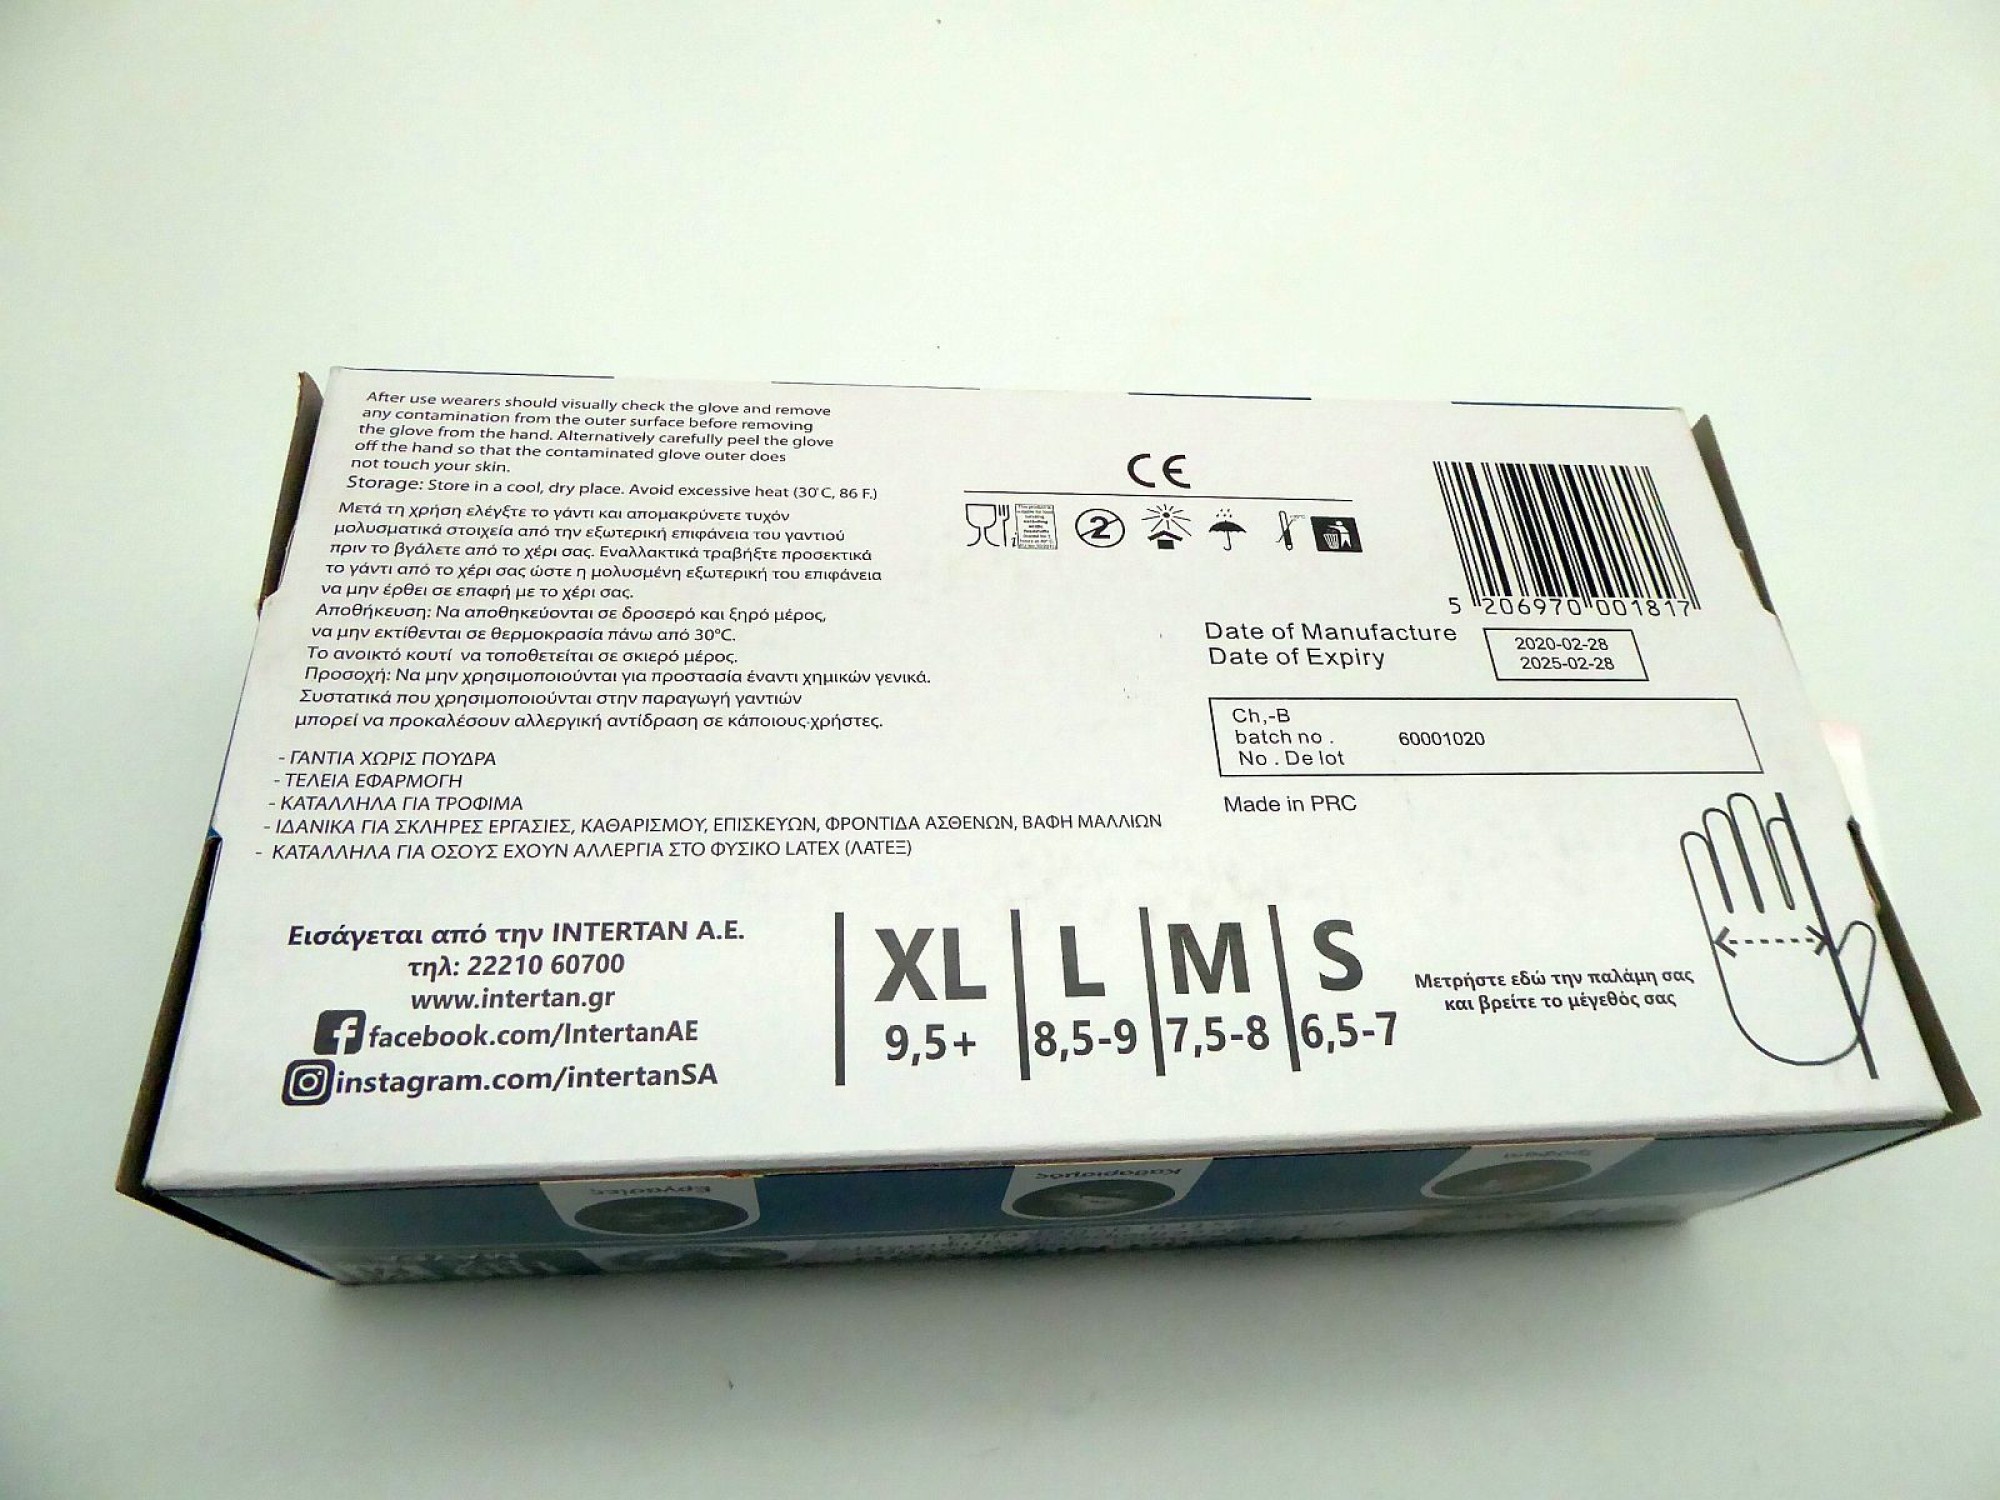 After use wearers should visually check the glove and remove
any contamination from the outer surface before removing
the glove from the hand. Alternatively carefully peel the glove
off the hand so that the contaminated glove outer does
not touch your skin.
Storage: Store in a cool, dry place. Avoid excessive heat (30°C, 86 F.)
Μετά τη χρήση ελέγξτε το γάντι και απομακρύνετε τυχόν
μολυσματικά στοιχεία από την εξωτερική επιφάνεια του γαντιού
πριν το βγάλετε από το χέρι σας. Εναλλακτικά τραβήξτε προσεκτικά
το γάντι από το χέρι σας ώστε η μολυσμένη εξωτερική του επιφάνεια
να μην έρθει σε επαφή με το χέρι σας.
Αποθήκευση: Να αποθηκεύονται σε δροσερό και ξηρό μέρος,
να μην εκτίθενται σε θερμοκρασία πάνω από 30°C.
Το ανοικτό κουτί να τοποθετείται σε σκιερό μέρος.
Προσοχή: Να μην χρησιμοποιούνται για προστασία έναντι χημικών γενικά.
Συστατικά που χρησιμοποιούνται στην παραγωγή γαντιών
μπορεί να προκαλέσουν αλλεργική αντίδραση σε κάποιους χρήστες.
- ΓΑΝΤΙΑ ΧΩΡΙΣ ΠΟΥΔΡΑ
- ΤΕΛΕΙΑ ΕΦΑΡΜΟΓΗ
- ΚΑΤΑΛΛΗΛΑ ΓΙΑ ΤΡΟΦΙΜΑ
- ΙΔΑΝΙΚΑ ΓΙΑ ΣΚΛΗΡΕΣ ΕΡΓΑΣΙΕΣ, ΚΑΘΑΡΙΣΜΟΥ, ΕΠΙΣΚΕΥΩΝ, ΦΡΟΝΤΙΔΑ ΑΣΘΕΝΩΝ, ΒΑΦΗ ΜΑΛΛΙΩΝ
- ΚΑΤΑΛΛΗΛΑ ΓΙΑ ΟΣΟΥΣ ΕΧΟΥΝ ΑΛΛΕΡΓΙΑ ΣΤΟ ΦΥΣΙΚΟ LATEX (ΛΑΤΕΞ)
CE
2
5 206970 001817
Date of Manufacture 2020-02-28
Date of Expiry 2025-02-28
Ch,-B
batch no . 60001020
No . De lot
Made in PRC
Εισάγεται από την INTERTAN A.E.
τηλ: 22210 60700
www.intertan.gr
facebook.com/IntertanAE
instagram.com/intertanSA
XL L M S
9,5+ 8,5-9 7,5-8 6,5-7
Μετρήστε εδώ την παλάμη σας
και βρείτε το μέγεθός σας
Εργασίες Καθαρισμός